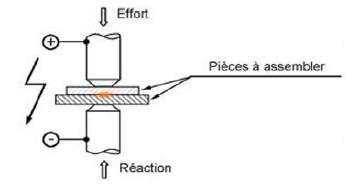 Effort
+
Pièces à assembler
-
Réaction